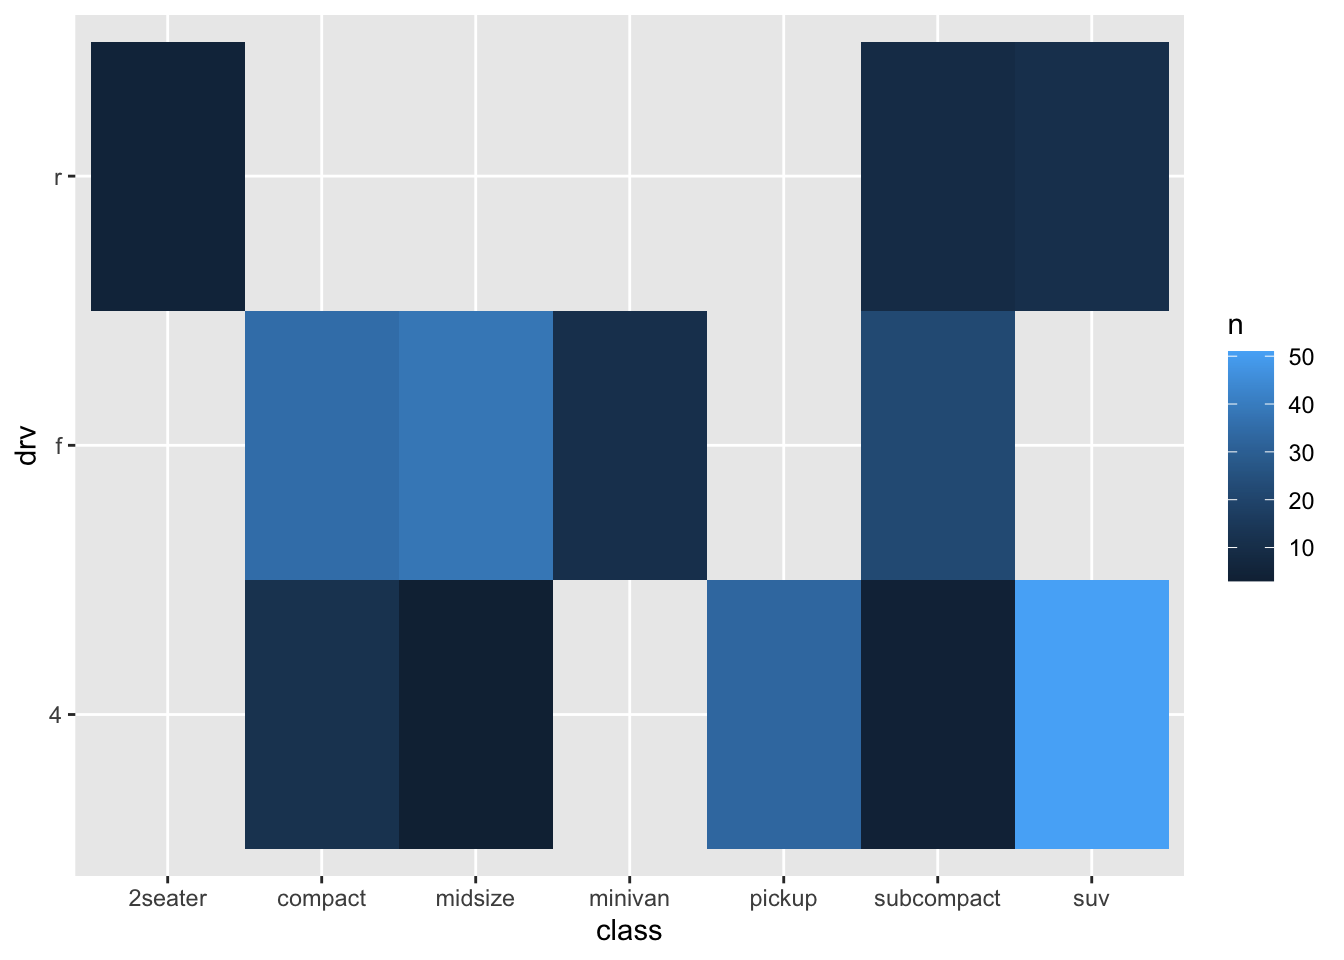 r
f
4
drv
2seater compact midsize minivan pickup subcompact suv
class
n
50
40
30
20
10